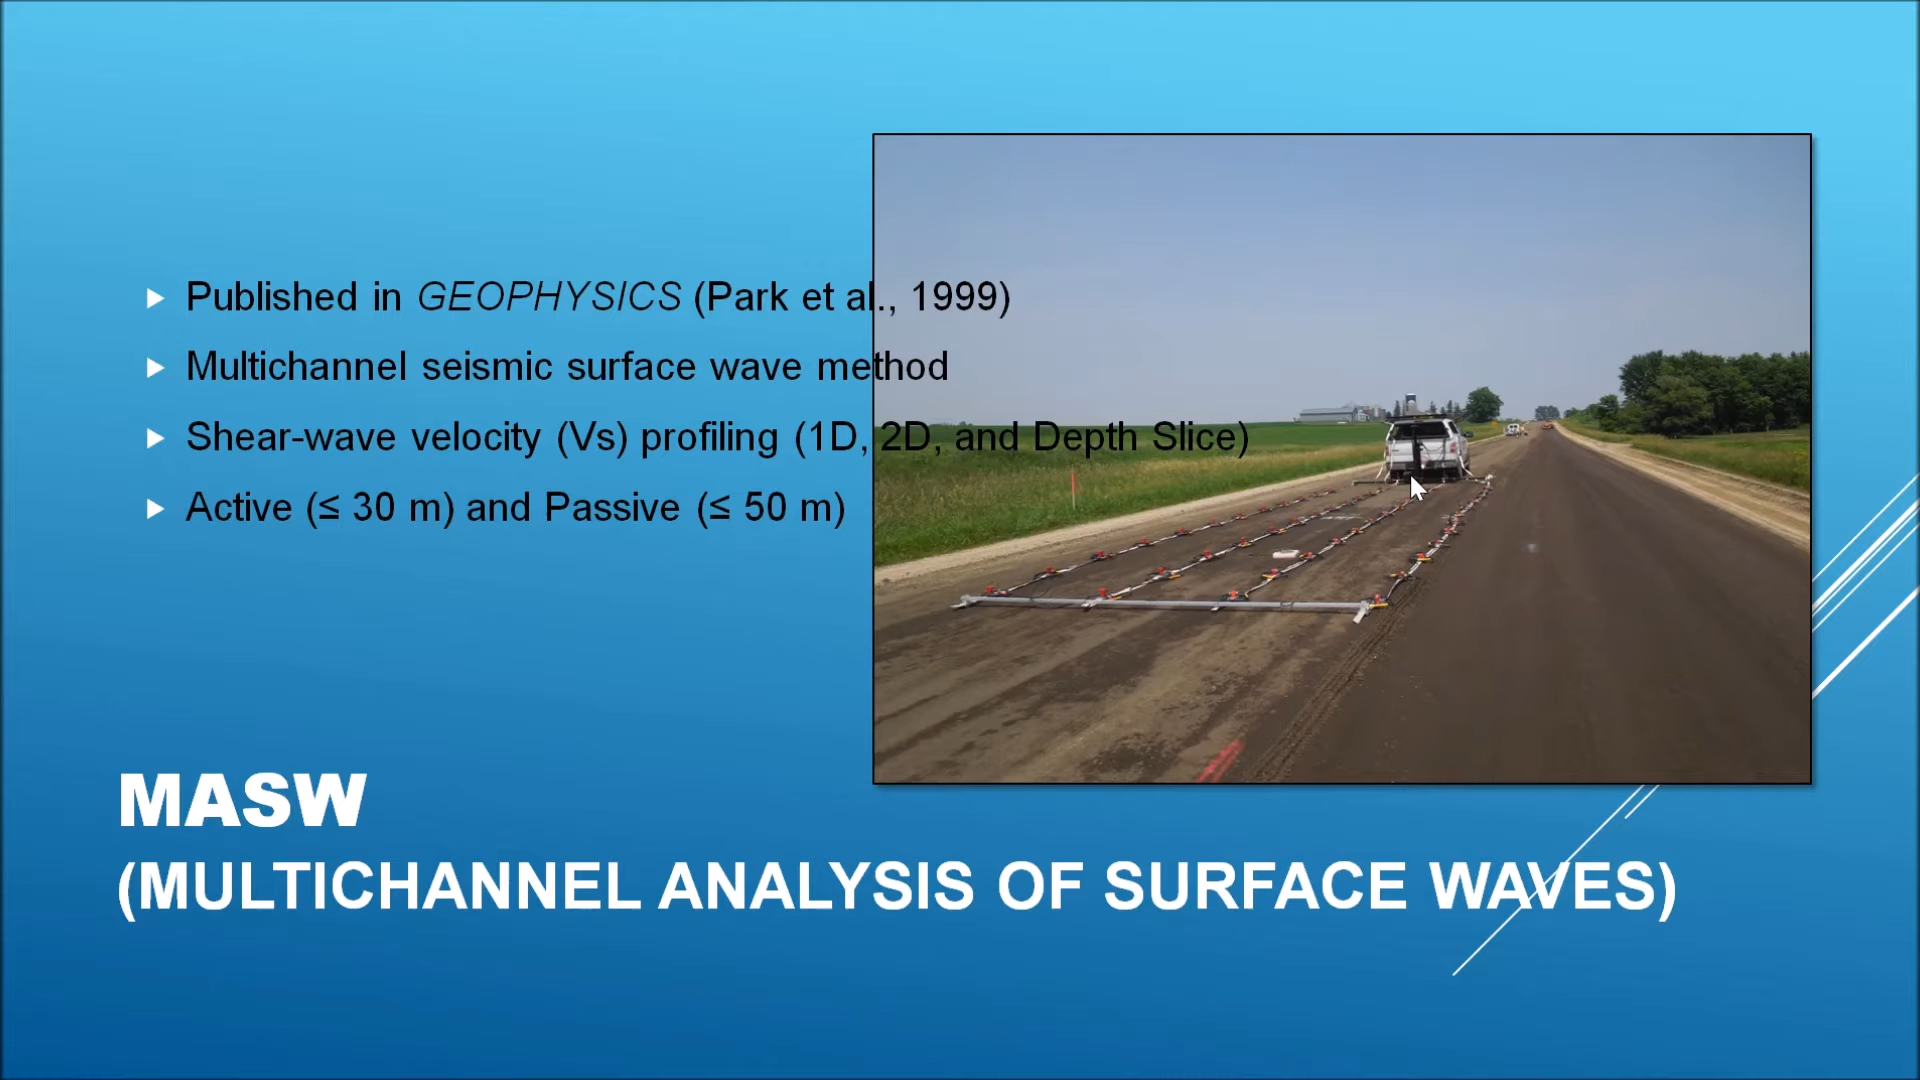 Published in GEOPHYSICS (Park et al., 1999)
Multichannel seismic surface wave method
Shear-wave velocity (Vs) profiling (1D, 2D, and Depth Slice)
Active (≤ 30 m) and Passive (≤ 50 m)
MASW
(MULTICHANNEL ANALYSIS OF SURFACE WAVES)